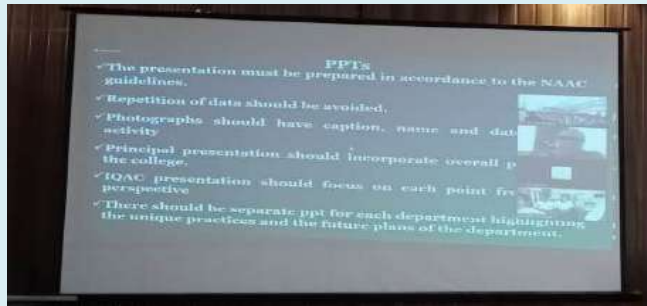 PPTs
✓The presentation must be prepared in accordance to the NAAC
guidelines.
✓Repetition of data should be avoided.
✓Photographs should have caption, name and
activity
✓Principal presentation should incorporate overall
the college.
✓IQAC presentation should focus on each point
perspective
✓There should be separate ppt for each department highlighting
the unique practices and the future plans of the department.